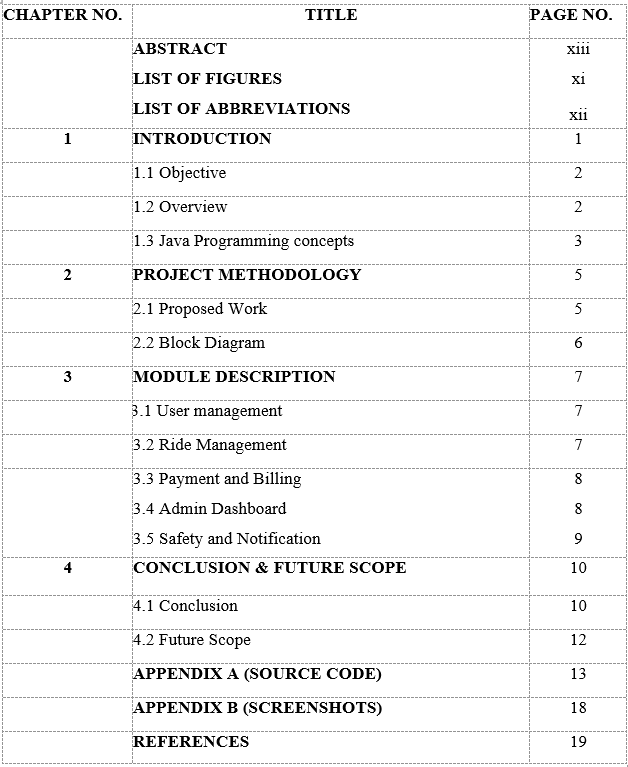 CHAPTER NO. TITLE PAGE NO.
ABSTRACT xiii
LIST OF FIGURES xi
LIST OF ABBREVIATIONS xii
1 INTRODUCTION 1
1.1 Objective 2
1.2 Overview 2
1.3 Java Programming concepts 3
2 PROJECT METHODOLOGY 5
2.1 Proposed Work 5
2.2 Block Diagram 6
3 MODULE DESCRIPTION 7
3.1 User management 7
3.2 Ride Management 7
3.3 Payment and Billing 8
3.4 Admin Dashboard 8
3.5 Safety and Notification 9
4 CONCLUSION & FUTURE SCOPE 10
4.1 Conclusion 10
4.2 Future Scope 12
APPENDIX A (SOURCE CODE) 13
APPENDIX B (SCREENSHOTS) 18
REFERENCES 19